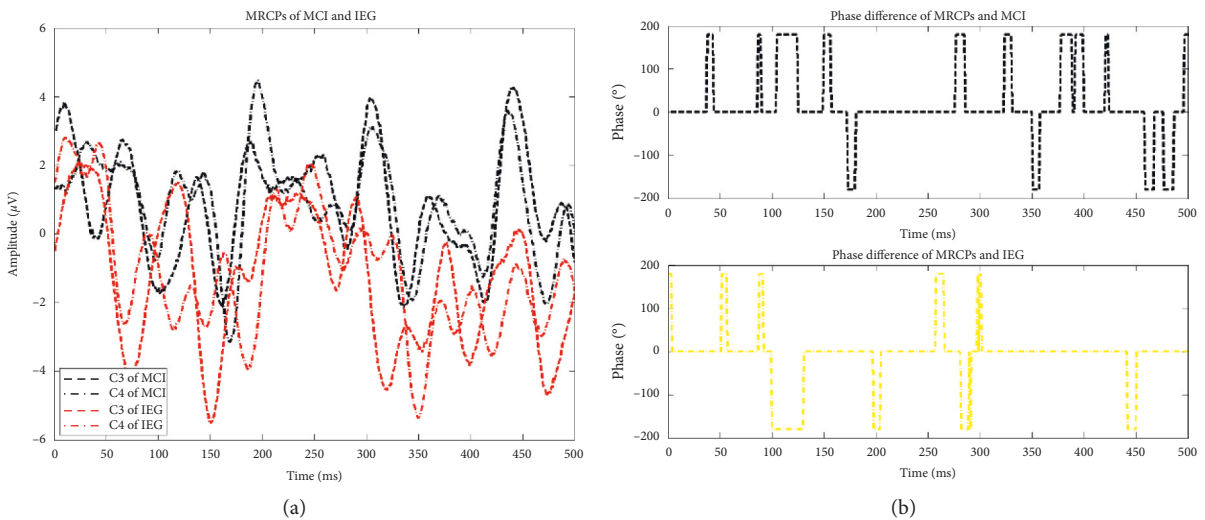 MRCPs of MCI and IEG
Amplitude (μV)
6
4
2
0
−2
−4
−6
C3 of MCI
C4 of MCI
C3 of IEG
C4 of IEG
0 50 100 150 200 250 300 350 400 450 500
Time (ms)
(a)
Phase difference of MRCPs and MCI
Phase (°)
200
100
0
−100
−200
0 50 100 150 200 250 300 350 400 450 500
Time (ms)
Phase difference of MRCPs and IEG
Phase (°)
200
100
0
−100
−200
0 50 100 150 200 250 300 350 400 450 500
Time (ms)
(b)